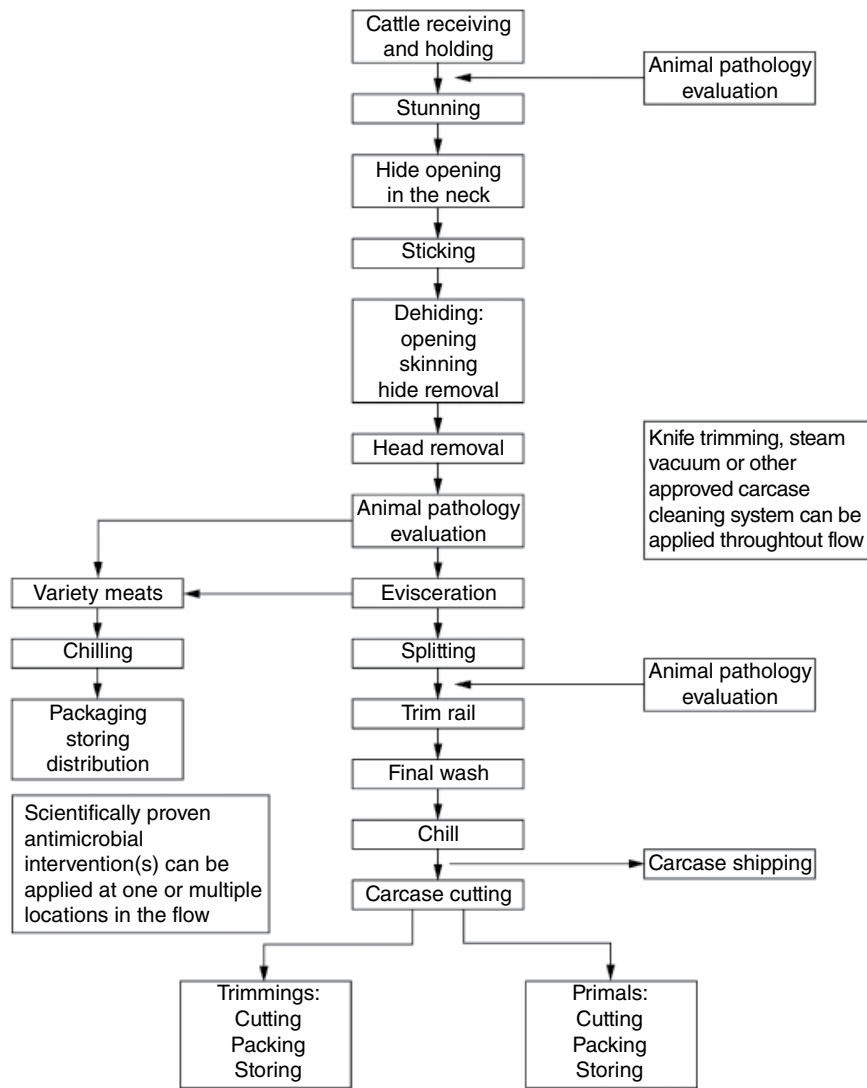 Cattle receiving
and holding
Animal pathology
evaluation
Stunning
Hide opening
in the neck
Sticking
Dehiding:
opening
skinning
hide removal
Head removal
Knife trimming, steam
vacuum or other
approved carcase
cleaning system can be
applied throughtout flow
Animal pathology
evaluation
Variety meats
Evisceration
Chilling
Splitting
Animal pathology
evaluation
Packaging
storing
distribution
Trim rail
Final wash
Scientifically proven
antimicrobial
intervention(s) can be
applied at one or multiple
locations in the flow
Chill
Carcase shipping
Carcase cutting
Trimmings:
Cutting
Packing
Storing
Primals:
Cutting
Packing
Storing